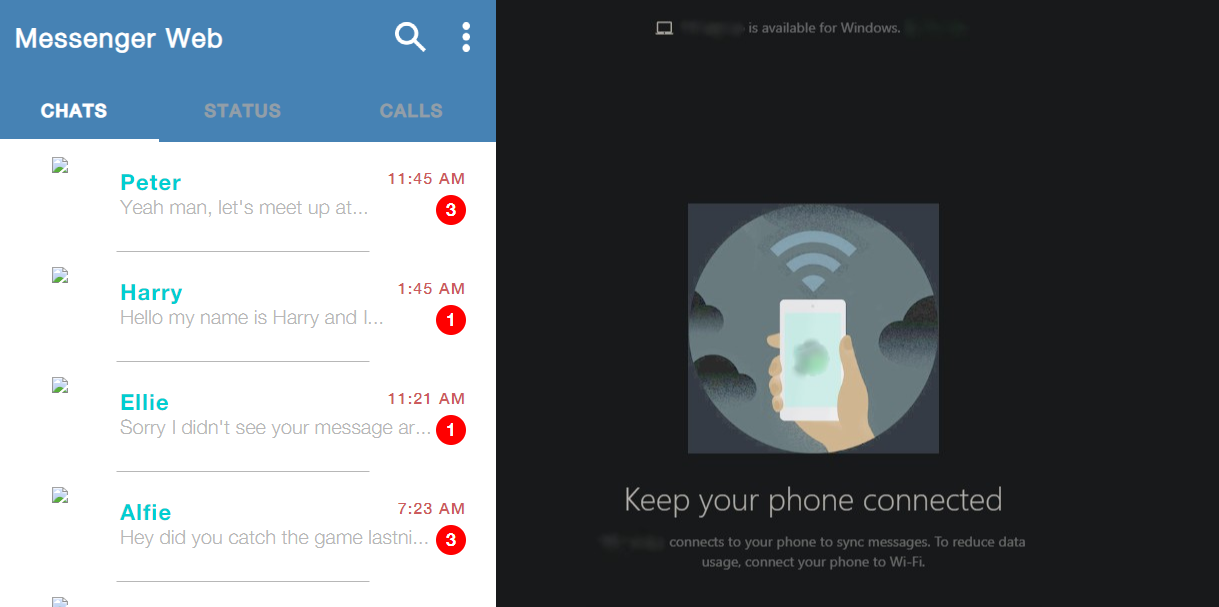 Messenger Web
CHATS STATUS CALLS
Peter 11:45 AM
Yeah man, let's meet up at... 3
Harry 1:45 AM
Hello my name is Harry and I... 1
Ellie 11:21 AM
Sorry I didn't see your message ar... 1
Alfie 7:23 AM
Hey did you catch the game lastni... 3
is available for Windows.
Keep your phone connected
connects to your phone to sync messages. To reduce data
usage, connect your phone to Wi-Fi.